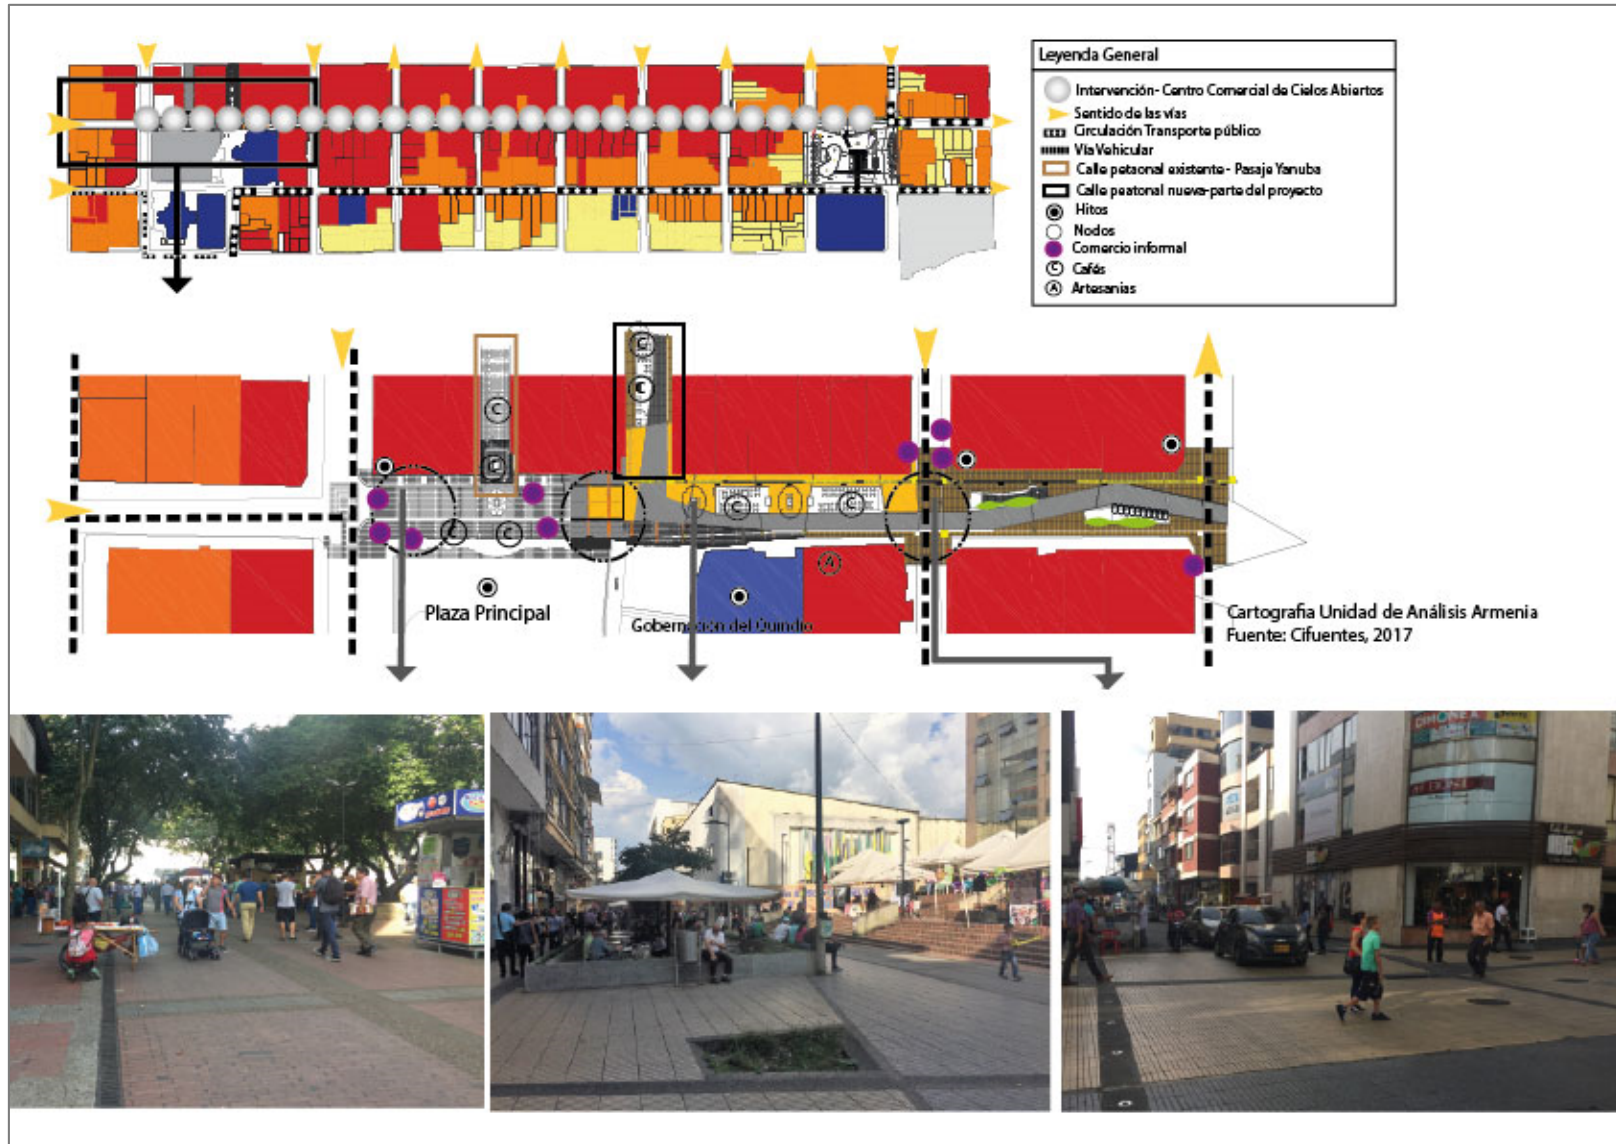 Leyenda General
Intervención- Centro Comercial de Cielos Abiertos
Sentido de las vías
Circulación Transporte público
Vía Vehicular
Calle petaonal existente - Pasaje Yanuba
Calle peatonal nueva-parte del proyecto
Hitos
Nodos
Comercio informal
C Cafés
A Artesanias
C
C
C
C
C
C
C
C
A
Plaza Principal
Gobernación del Quindío
Cartografia Unidad de Análisis Armenia
Fuente: Cifuentes, 2017